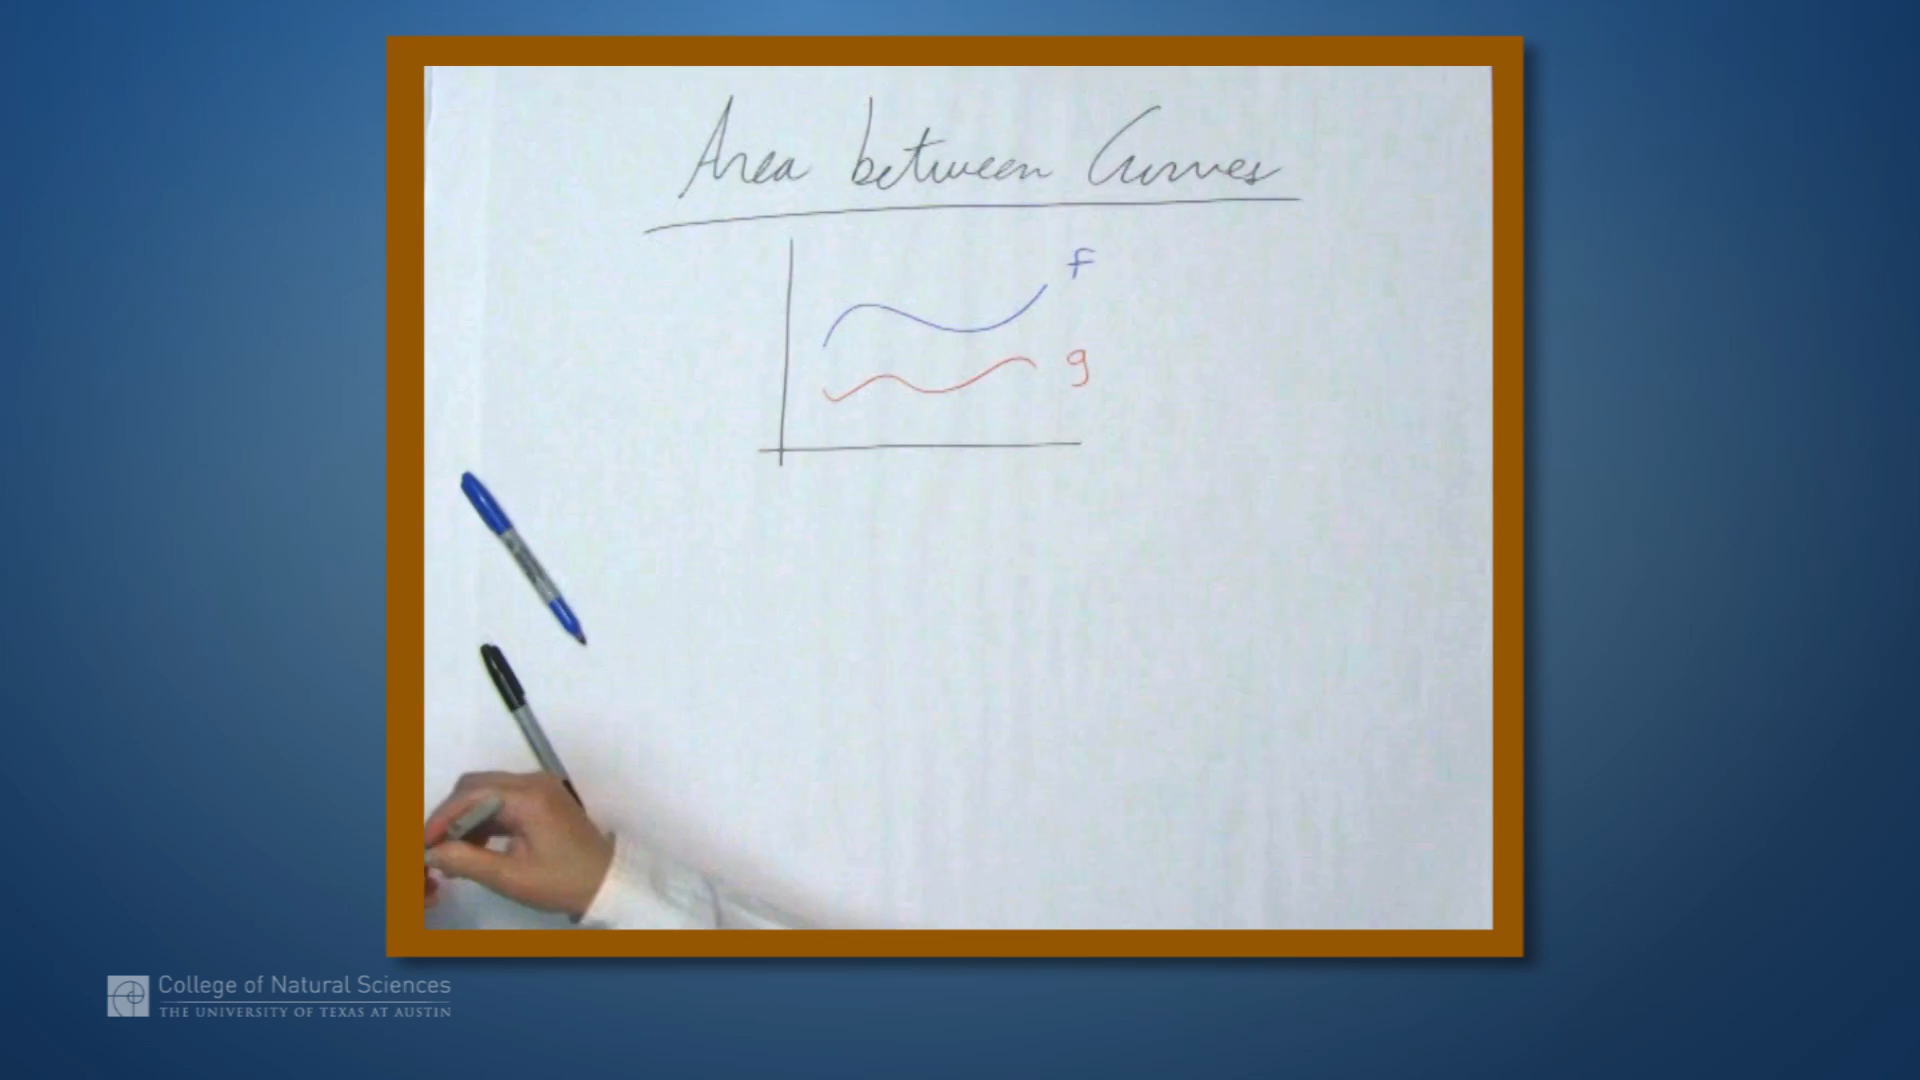 Area between Curves
f
g
College of Natural Sciences
THE UNIVERSITY OF TEXAS AT AUSTIN